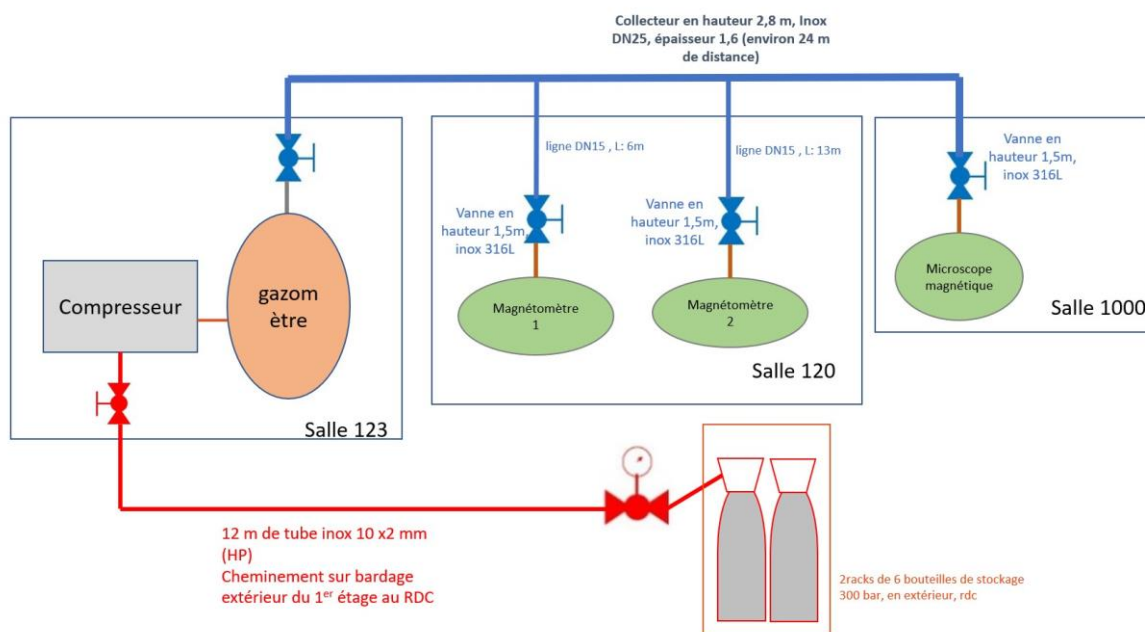 Collecteur en hauteur 2,8 m, Inox
DN25, épaisseur 1,6 (environ 24 m
de distance)
ligne DN15 , L: 6m
ligne DN15 , L: 13m
Vanne en
hauteur 1,5m,
inox 316L
Vanne en
hauteur 1,5m,
inox 316L
Vanne en
hauteur 1,5m,
inox 316L
Compresseur
gazom
ètre
Magnétomètre
1
Magnétomètre
2
Microscope
magnétique
Salle 1000
Salle 120
Salle 123
12 m de tube inox 10 x2 mm
(HP)
Cheminement sur bardage
extérieur du 1er étage au RDC
2racks de 6 bouteilles de stockage
300 bar, en extérieur, rdc